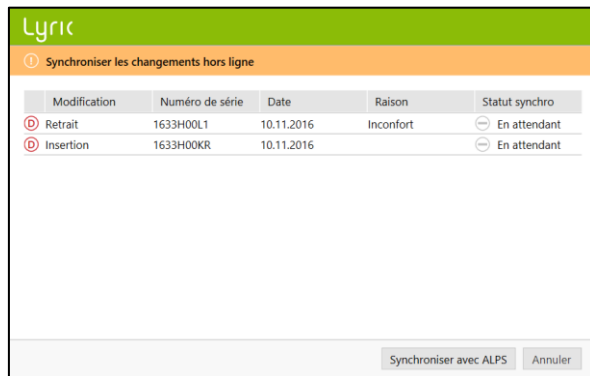 Lyric
Synchroniser les changements hors ligne
Modification Numéro de série Date Raison Statut synchro
D Retrait 1633H00L1 10.11.2016 Inconfort En attendant
D Insertion 1633H00KR 10.11.2016 En attendant
Synchroniser avec ALPS Annuler